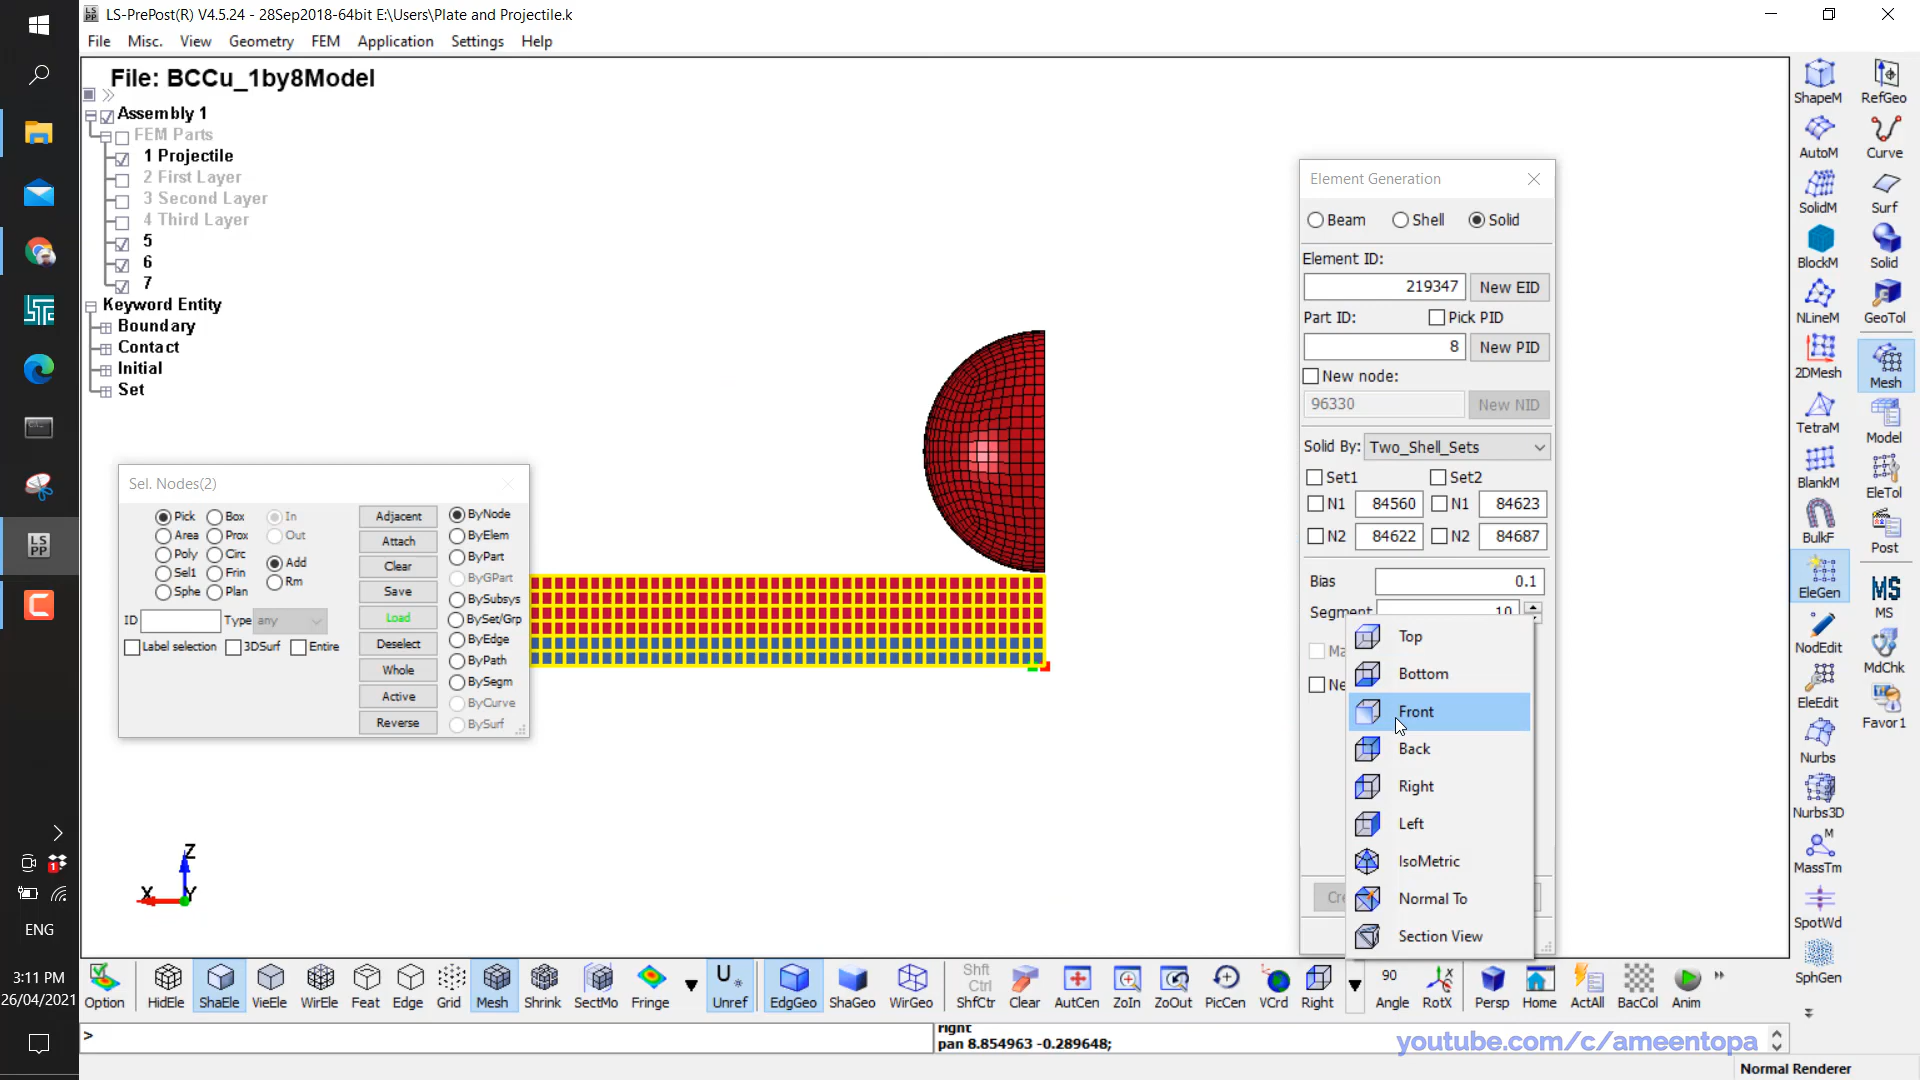 LS-PrePost(R) V4.5.24 - 28Sep2018-64bit E:\Users\Plate and Projectile.k
File Misc. View Geometry FEM Application Settings Help
File: BCCu_1by8Model
Assembly 1
FEM Parts
1 Projectile
2 First Layer
3 Second Layer
4 Third Layer
5
6
7
Keyword Entity
Boundary
Contact
Initial
Set
Sel. Nodes(2)
Pick Box In Adjacent ByNode
Area Prox Out Attach ByElem
Poly Circ Add Clear ByPart
Sel1 Frin Rm Save ByGPart
Sphe Plan BySubsys
ID Type any Load BySet/Grp
Label selection 3DSurf Entire Deselect ByEdge
Whole ByPath
Active BySegm
Reverse ByCurve
BySurf
Element Generation
Beam Shell Solid
Element ID:
219347 New EID
Part ID: Pick PID
8 New PID
New node:
96330 New NID
Solid By: Two_Shell_Sets
Set1 Set2
N1 84560 N1 84623
N2 84622 N2 84687
Bias 0.1
Segment 10
Top
Bottom
Front
Back
Right
Left
IsoMetric
Normal To
Section View
ShapeM RefGeo
AutoM Curve
SolidM Surf
BlockM Solid
NLineM GeoTol
2DMesh Mesh
TetraM Model
BlankM EleTol
BulkF Post
EleGen MS
MS
NodEdit MdChk
EleEdit Favor1
Nurbs
Nurbs3D
MassTm
SpotWd
SphGen
Z
X Y
LS
PP
1
ENG
3:11 PM
26/04/2021
Option HidEle ShaEle VieEle WirEle Feat Edge Grid Mesh Shrink SectMo Fringe Unref EdgGeo ShaGeo WirGeo Shft Ctrl ShfCtr Clear AutCen ZoIn ZoOut PicCen VCrd Right 90 Angle RotX Persp Home ActAll BacCol Anim
>
right
pan 8.854963 -0.289648;
youtube.com/c/ameentopa
Normal Renderer